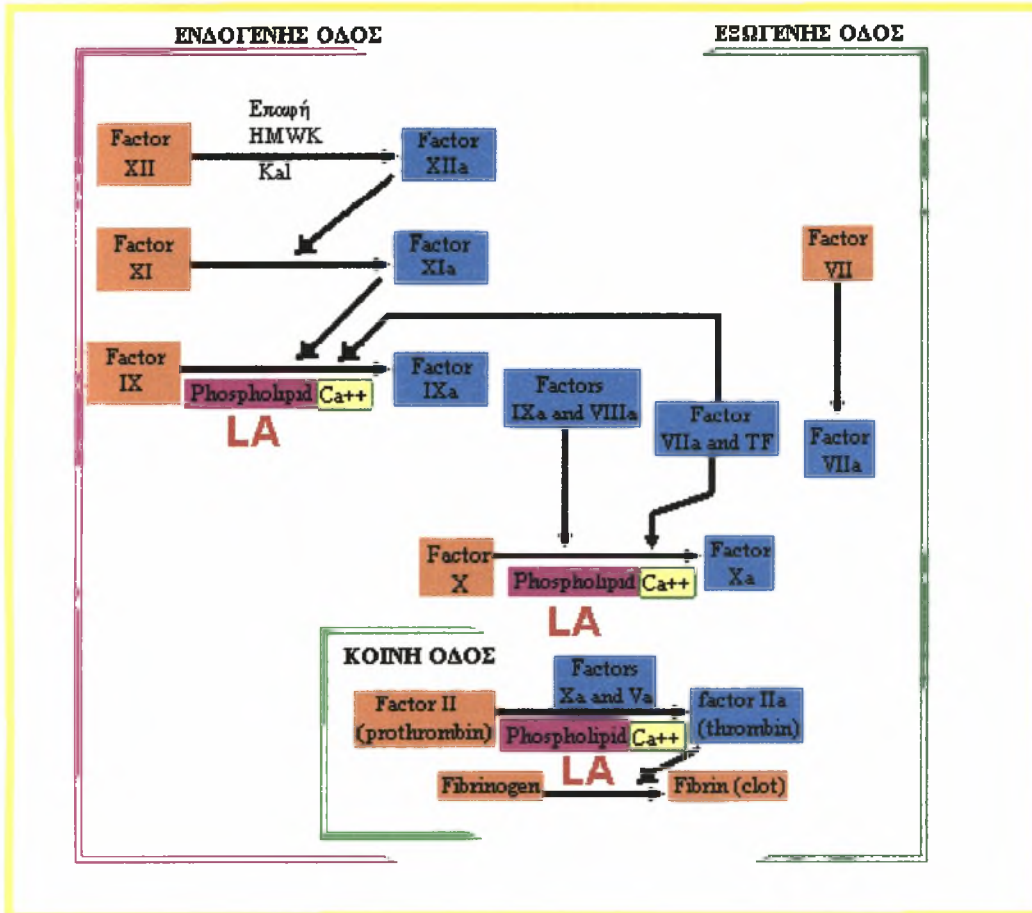 ΕΝΔΟΓΕΝΗΣ ΟΔΟΣ
ΕΞΩΓΕΝΗΣ ΟΔΟΣ
Επαφή
HMWK
Kal
Factor
XII
Factor
XIIa
Factor
XI
Factor
XIa
Factor
VII
Factor
IX
Phospholipid Ca++
LA
Factor
IXa
Factors
IXa and VIIIa
Factor
VIIa and TF
Factor
VIIa
Factor
X
Phospholipid Ca++
LA
Factor
Xa
ΚΟΙΝΗ ΟΔΟΣ
Factor II
(prothrombin)
Factors
Xa and Va
Phospholipid Ca++
LA
factor IIa
(thrombin)
Fibrinogen
Fibrin (clot)